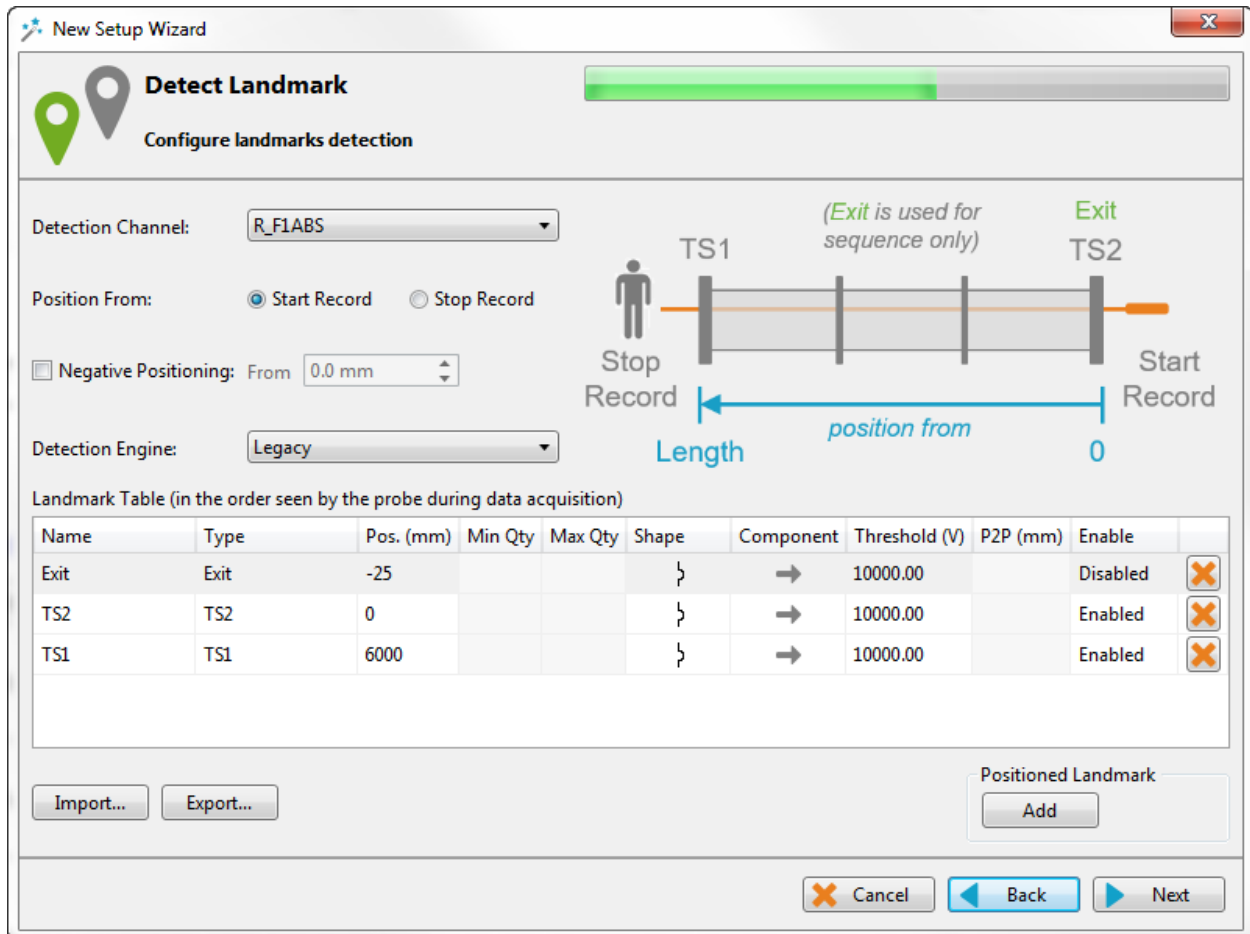 New Setup Wizard
Detect Landmark
Configure landmarks detection
Detection Channel: R_F1ABS
Position From: Start Record Stop Record
Negative Positioning: From 0.0 mm
Detection Engine: Legacy
(Exit is used for
sequence only)
Exit
TS1
TS2
Stop
Record
Start
Record
position from
Length
0
Landmark Table (in the order seen by the probe during data acquisition)
Name Type Pos. (mm) Min Qty Max Qty Shape Component Threshold (V) P2P (mm) Enable
Exit Exit -25 10000.00 Disabled
TS2 TS2 0 10000.00 Enabled
TS1 TS1 6000 10000.00 Enabled
Positioned Landmark
Import... Export... Add
Cancel Back Next